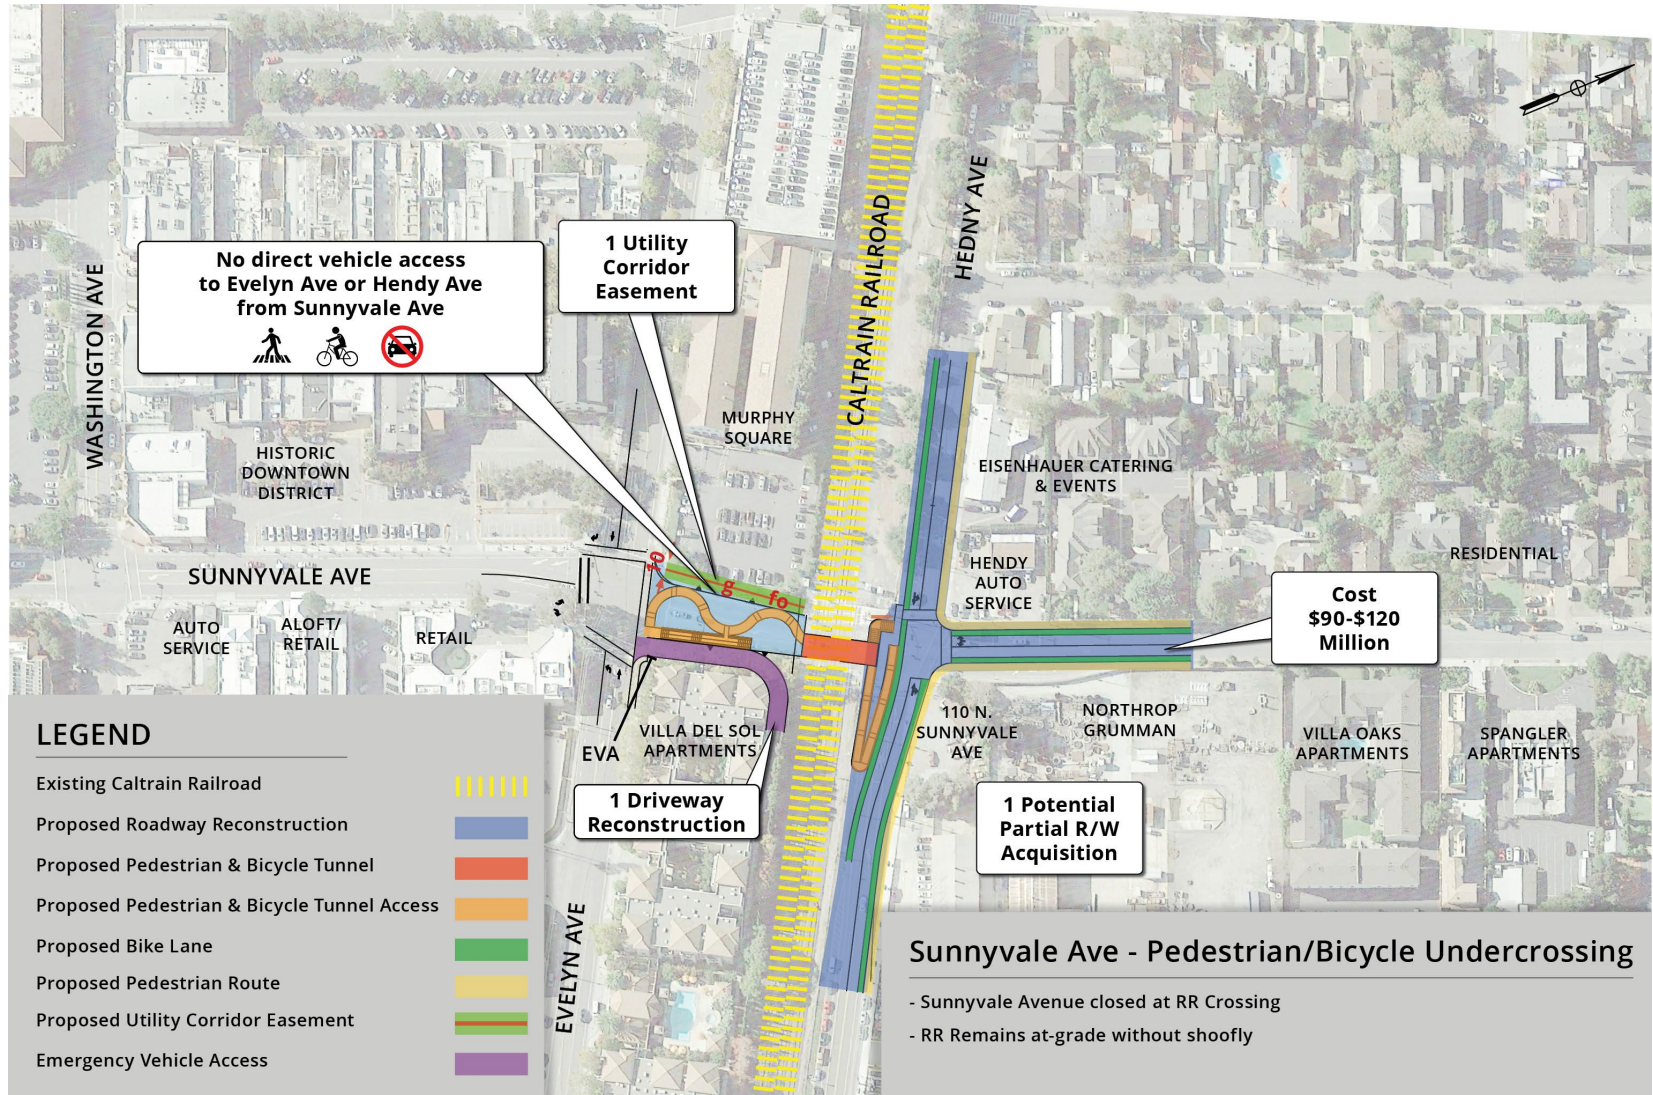 No direct vehicle access
to Evelyn Ave or Hendy Ave
from Sunnyvale Ave
1 Utility
Corridor
Easement
WASHINGTON AVE
CALTRAIN RAILROAD
HEDNY AVE
MURPHY
SQUARE
HISTORIC
DOWNTOWN
DISTRICT
EISENHAUER CATERING
& EVENTS
SUNNYVALE AVE
fo
g
fo
HENDY
AUTO
SERVICE
RESIDENTIAL
AUTO
SERVICE
ALOFT/
RETAIL
RETAIL
Cost
$90-$120
Million
EVA
VILLA DEL SOL
APARTMENTS
110 N.
SUNNYVALE
AVE
NORTHROP
GRUMMAN
VILLA OAKS
APARTMENTS
SPANGLER
APARTMENTS
1 Driveway
Reconstruction
1 Potential
Partial R/W
Acquisition
EVELYN AVE
LEGEND
Existing Caltrain Railroad
Proposed Roadway Reconstruction
Proposed Pedestrian & Bicycle Tunnel
Proposed Pedestrian & Bicycle Tunnel Access
Proposed Bike Lane
Proposed Pedestrian Route
Proposed Utility Corridor Easement
Emergency Vehicle Access
Sunnyvale Ave - Pedestrian/Bicycle Undercrossing
- Sunnyvale Avenue closed at RR Crossing
- RR Remains at-grade without shoofly